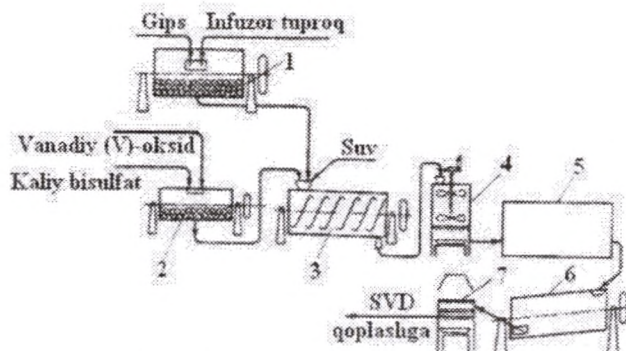 Gips Infuzor tuproq
1
Vanadiy (V)-oksid
Suv
Kaliy bisulfat
2
3
4
5
6
7
SVD
qoplashga